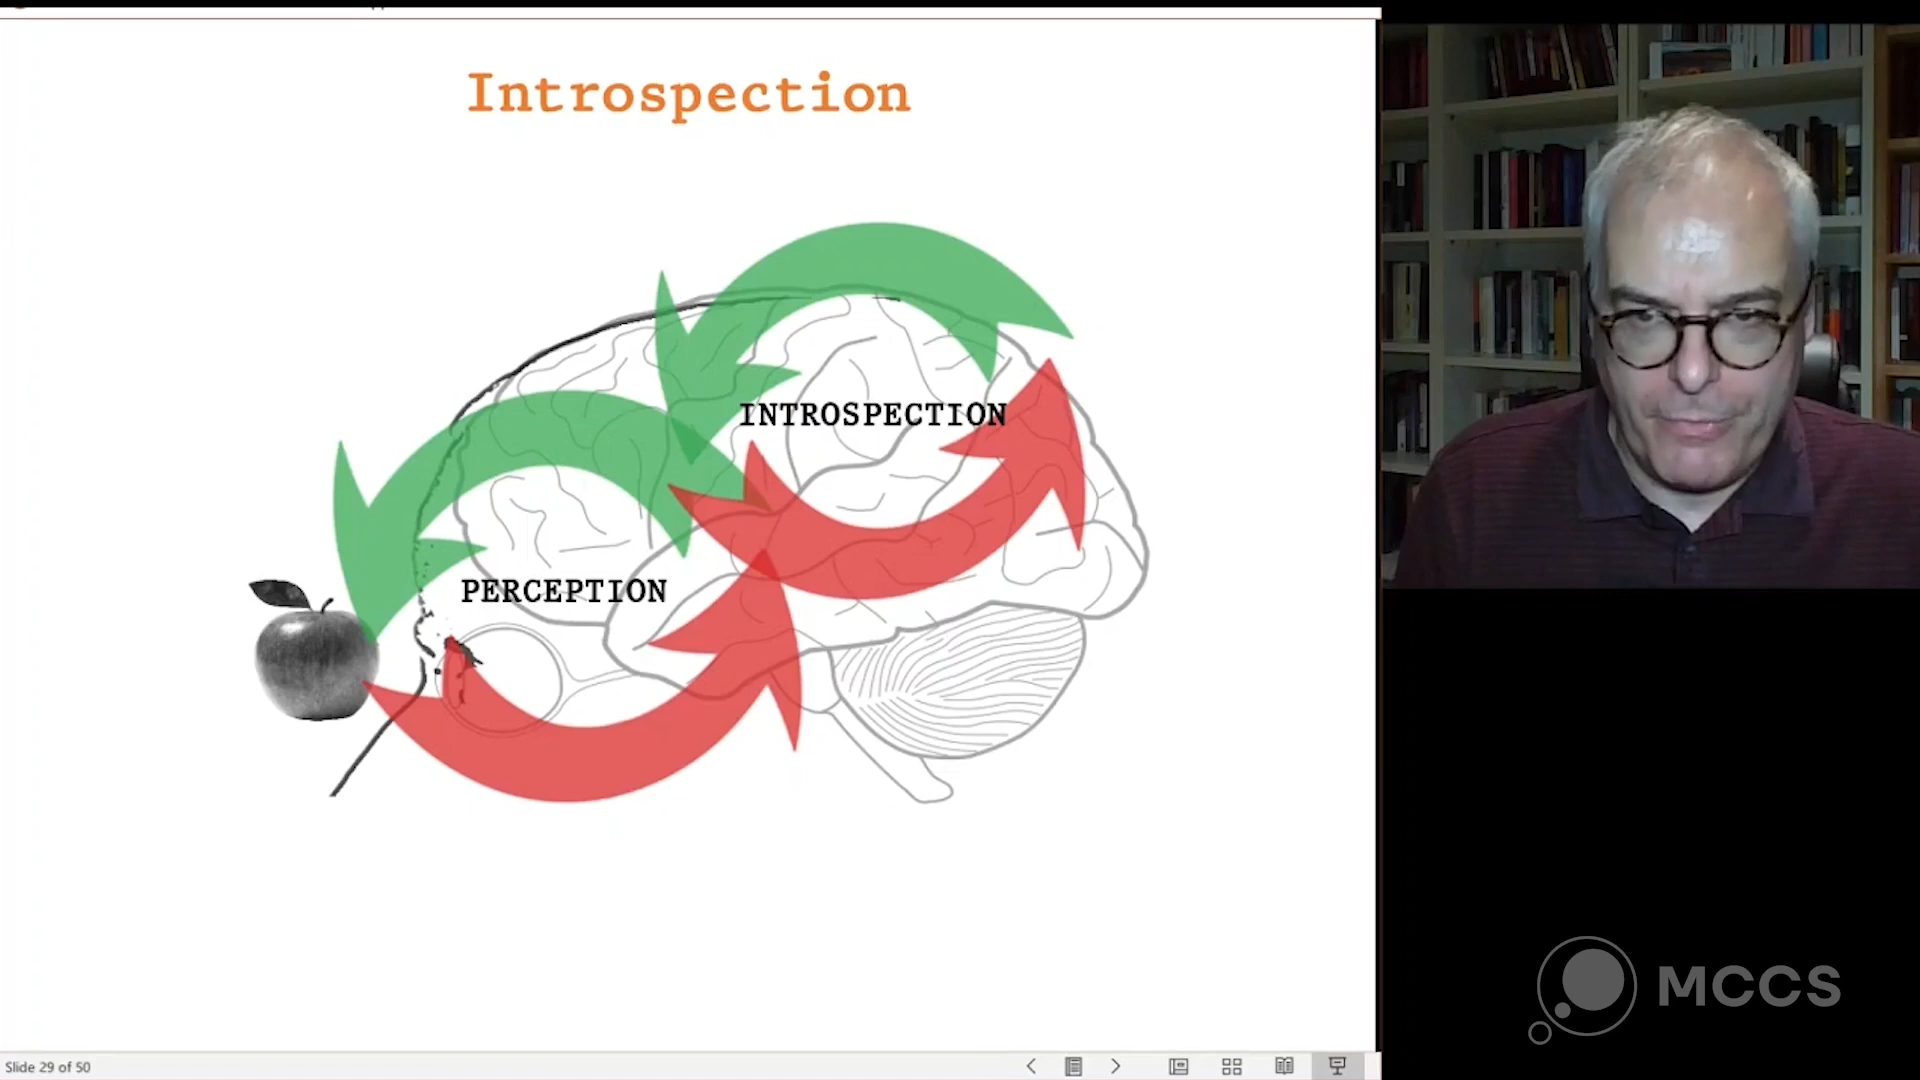 Introspection
INTROSPECTION
PERCEPTION
MCCS
Slide 29 of 50